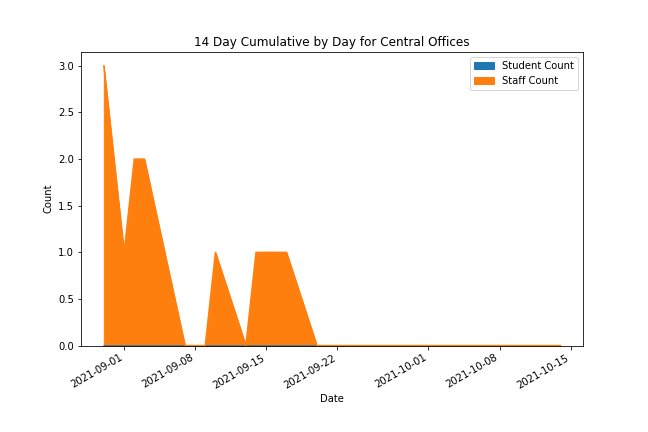 14 Day Cumulative by Day for Central Offices
Student Count
Staff Count
3.0
2.5
2.0
1.5
1.0
0.5
0.0
Count
2021-09-01
2021-09-08
2021-09-15
2021-09-22
2021-10-01
2021-10-08
2021-10-15
Date